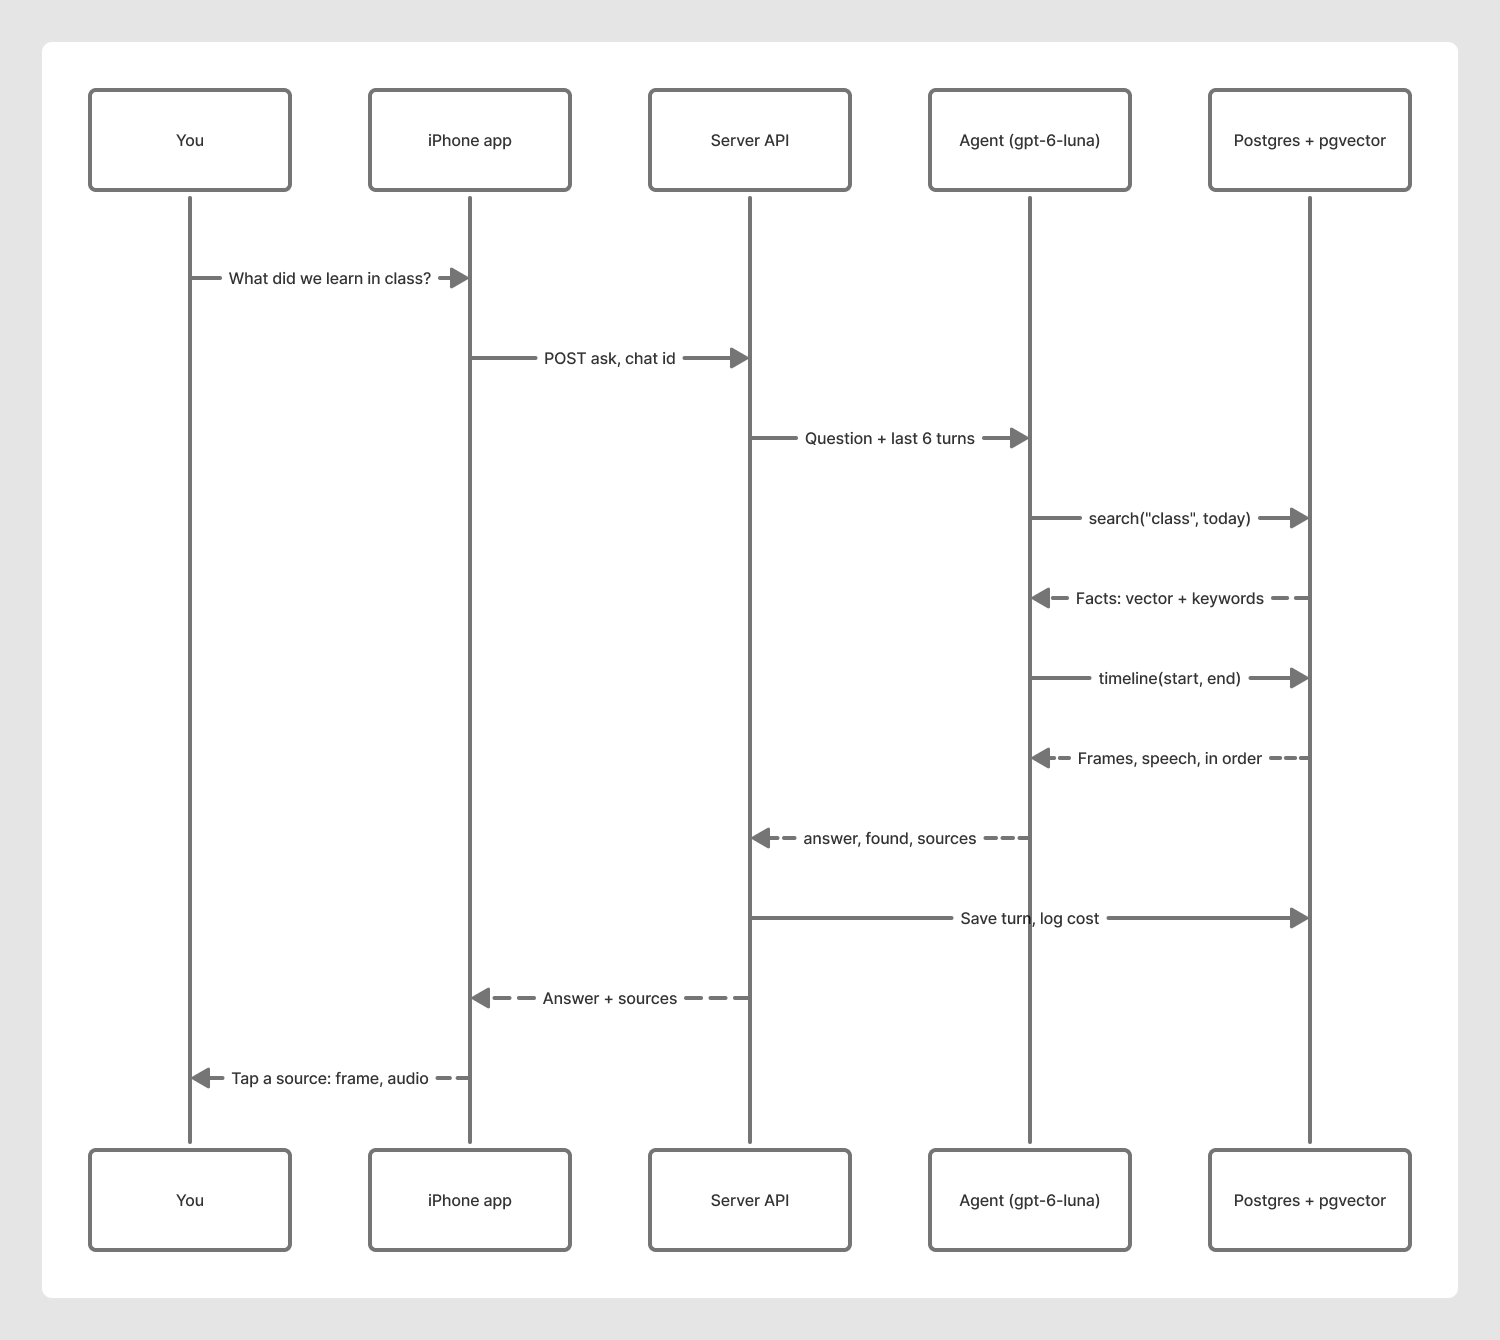 You
iPhone app
Server API
Agent (gpt-6-luna)
Postgres + pgvector
What did we learn in class?
POST ask, chat id
Question + last 6 turns
search("class", today)
Facts: vector + keywords
timeline(start, end)
Frames, speech, in order
answer, found, sources
Save turn, log cost
Answer + sources
Tap a source: frame, audio
You
iPhone app
Server API
Agent (gpt-6-luna)
Postgres + pgvector